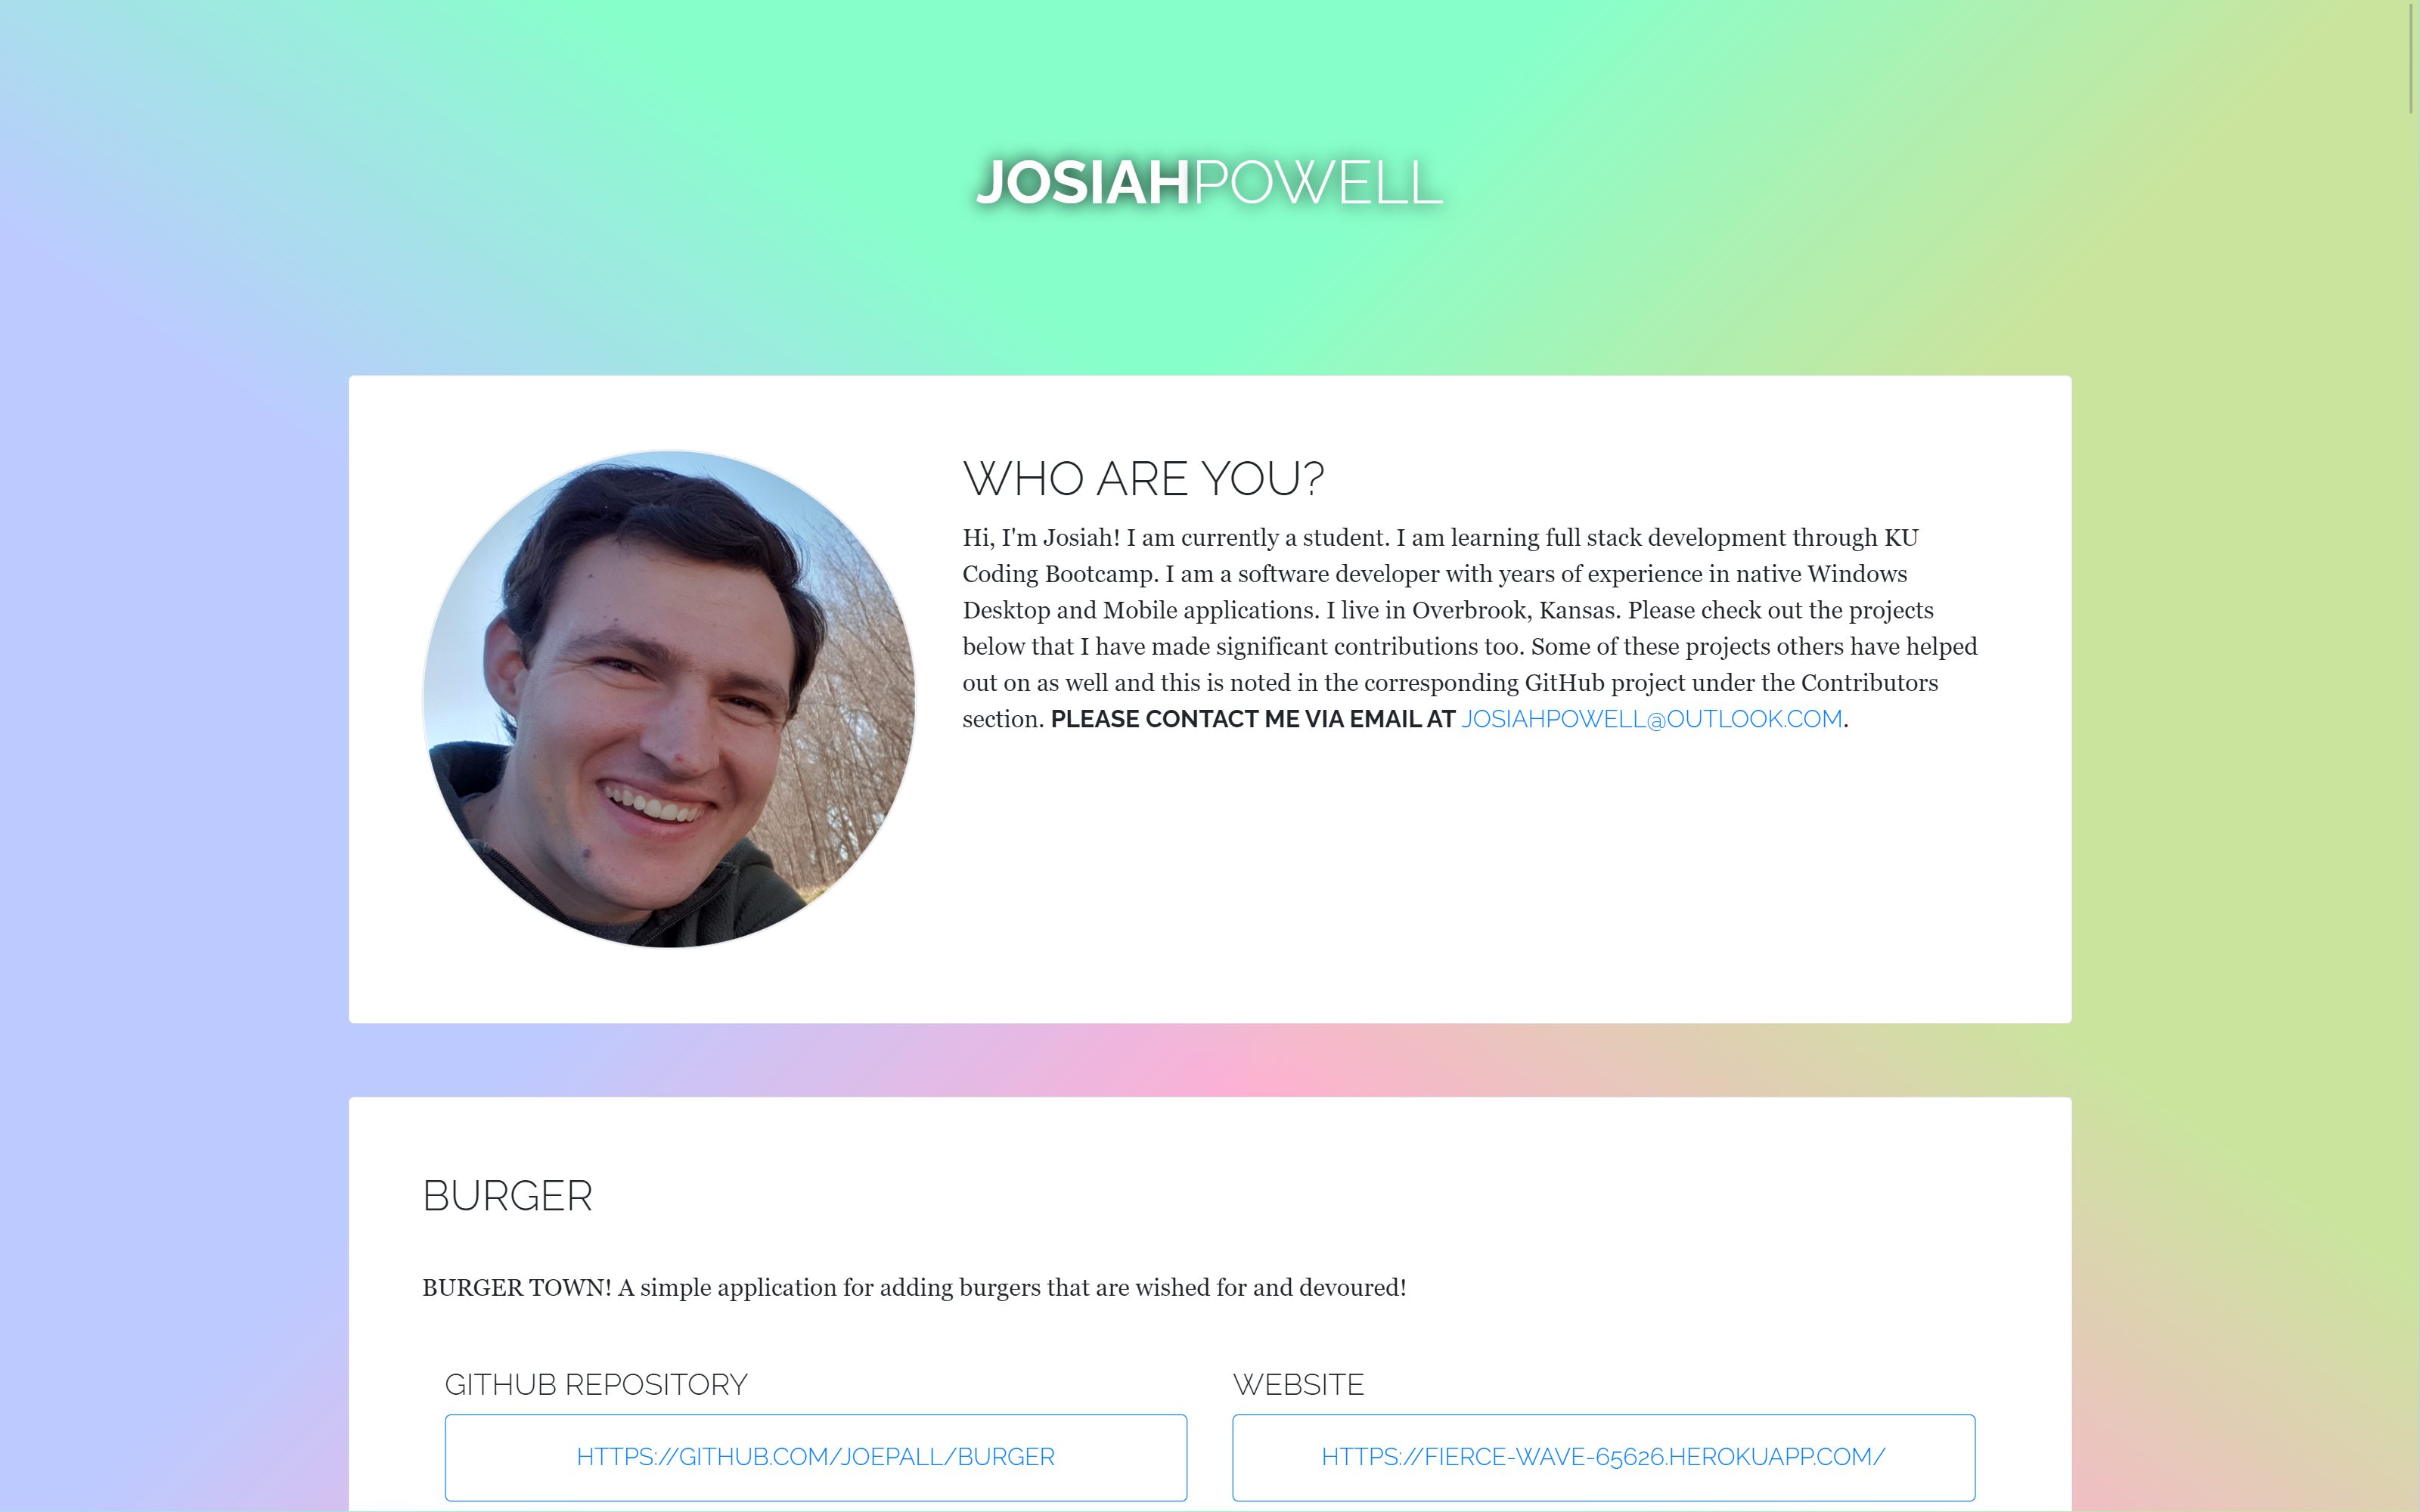 JOSIAHPOWELL
WHO ARE YOU?
Hi, I'm Josiah! I am currently a student. I am learning full stack development through KU
Coding Bootcamp. I am a software developer with years of experience in native Windows
Desktop and Mobile applications. I live in Overbrook, Kansas. Please check out the projects
below that I have made significant contributions too. Some of these projects others have helped
out on as well and this is noted in the corresponding GitHub project under the Contributors
section. PLEASE CONTACT ME VIA EMAIL AT JOSIAHPOWELL@OUTLOOK.COM.
BURGER
BURGER TOWN! A simple application for adding burgers that are wished for and devoured!
GITHUB REPOSITORY
HTTPS://GITHUB.COM/JOEPALL/BURGER
WEBSITE
HTTPS://FIERCE-WAVE-65626.HEROKUAPP.COM/